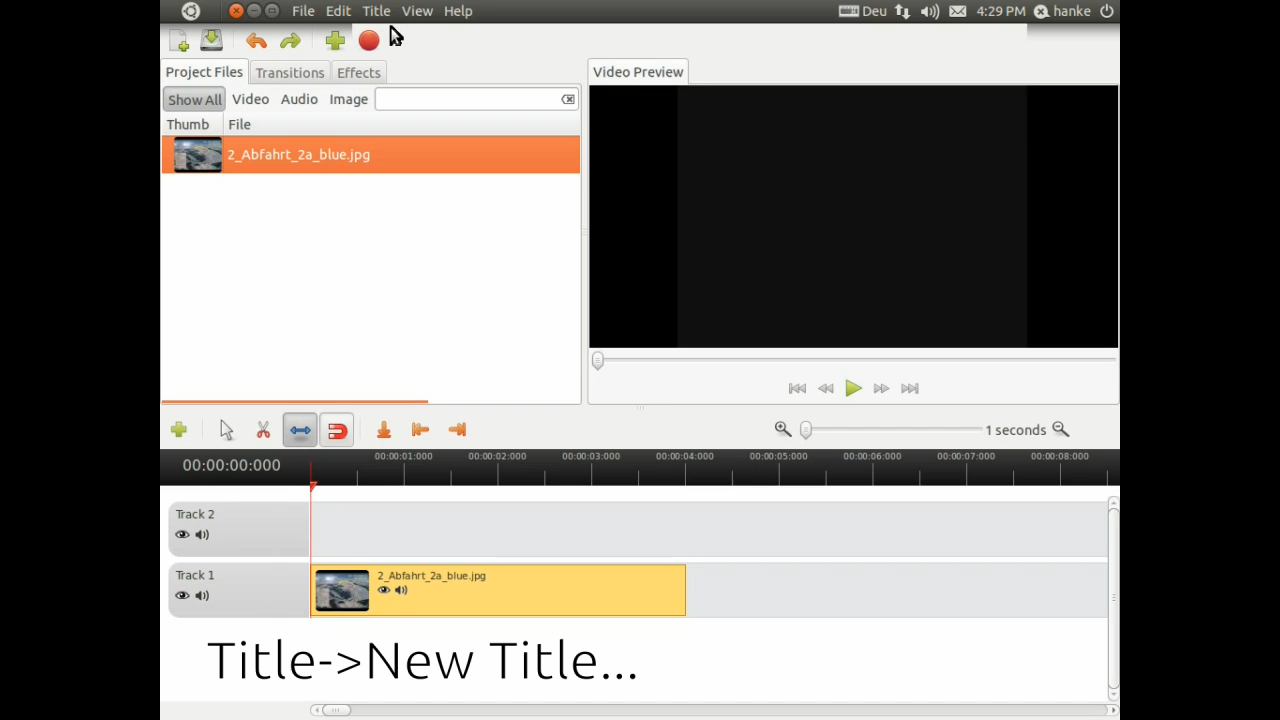 File Edit Title View Help
Deu 4:29 PM hanke
Project Files Transitions Effects
Video Preview
Show All Video Audio Image
Thumb File
2_Abfahrt_2a_blue.jpg
1 seconds
00:00:00:000
00:00:01:000 00:00:02:000 00:00:03:000 00:00:04:000 00:00:05:000 00:00:06:000 00:00:07:000 00:00:08:000
Track 2
Track 1
2_Abfahrt_2a_blue.jpg
Title->New Title...